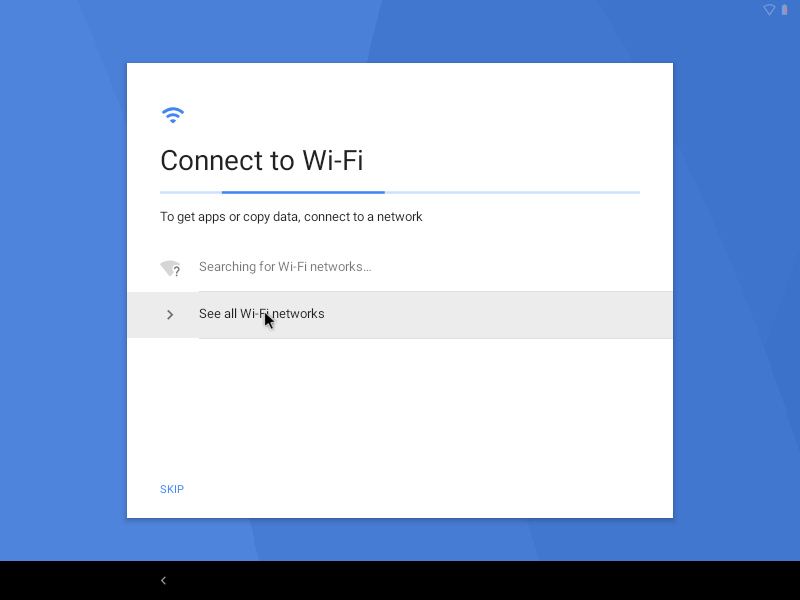 Connect to Wi-Fi
To get apps or copy data, connect to a network
Searching for Wi-Fi networks…
See all Wi-Fi networks
SKIP